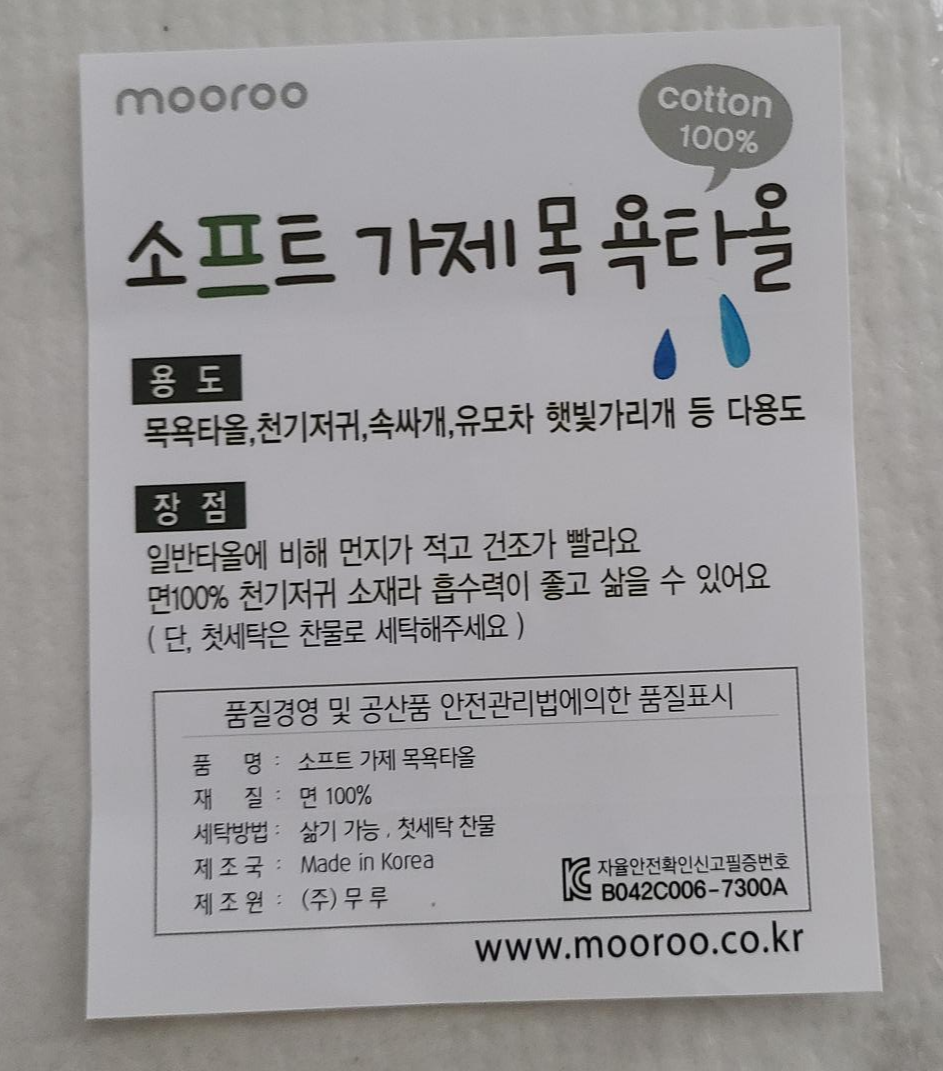 mooroo
cotton
100%
소프트 가제 목욕타올
용 도
목욕타올,천기저귀,속싸개,유모차 햇빛가리개 등 다용도
장 점
일반타올에 비해 먼지가 적고 건조가 빨라요
면100% 천기저귀 소재라 흡수력이 좋고 삶을 수 있어요
( 단, 첫세탁은 찬물로 세탁해주세요 )
품질경영 및 공산품 안전관리법에의한 품질표시
품 명 : 소프트 가제 목욕타올
재 질 : 면 100%
세탁방법 : 삶기 가능 , 첫세탁 찬물
제 조 국 : Made in Korea
제 조 원 : (주) 무 루
KC 자율안전확인신고필증번호
B042C006-7300A
www.mooroo.co.kr